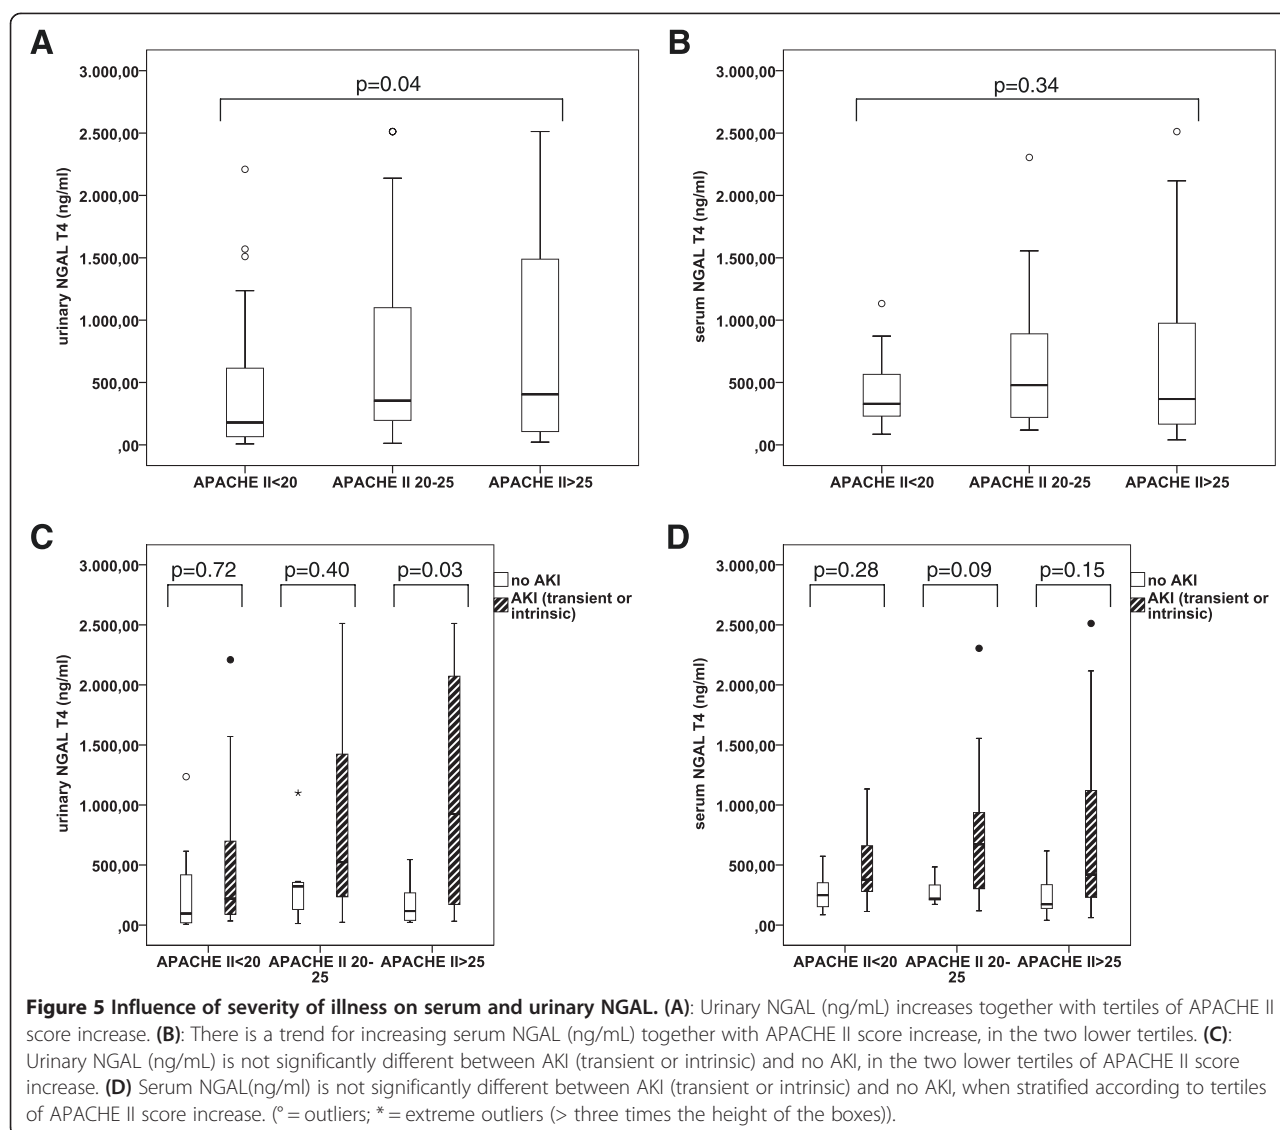 A
3.000,00
2.500,00
2.000,00
1.500,00
1.000,00
500,00
,00
urinary NGAL T4 (ng/ml)
p=0.04
APACHE II<20 APACHE II 20-25 APACHE II>25
B
3.000,00
2.500,00
2.000,00
1.500,00
1.000,00
500,00
,00
serum NGAL T4 (ng/ml)
p=0.34
APACHE II<20 APACHE II 20-25 APACHE II>25
C
3.000,00
2.500,00
2.000,00
1.500,00
1.000,00
500,00
,00
urinary NGAL T4 (ng/ml)
p=0.72 p=0.40 p=0.03
no AKI
AKI (transient or
intrinsic)
*
APACHE II<20 APACHE II 20- APACHE II>25
25
D
3.000,00
2.500,00
2.000,00
1.500,00
1.000,00
500,00
,00
serum NGAL T4 (ng/ml)
p=0.28 p=0.09 p=0.15
no AKI
AKI (transient or
intrinsic)
APACHE II<20 APACHE II 20- APACHE II>25
25
Figure 5 Influence of severity of illness on serum and urinary NGAL. (A): Urinary NGAL (ng/mL) increases together with tertiles of APACHE II
score increase. (B): There is a trend for increasing serum NGAL (ng/mL) together with APACHE II score increase, in the two lower tertiles. (C):
Urinary NGAL (ng/mL) is not significantly different between AKI (transient or intrinsic) and no AKI, in the two lower tertiles of APACHE II score
increase. (D) Serum NGAL(ng/ml) is not significantly different between AKI (transient or intrinsic) and no AKI, when stratified according to tertiles
of APACHE II score increase. (° = outliers; * = extreme outliers (> three times the height of the boxes)).